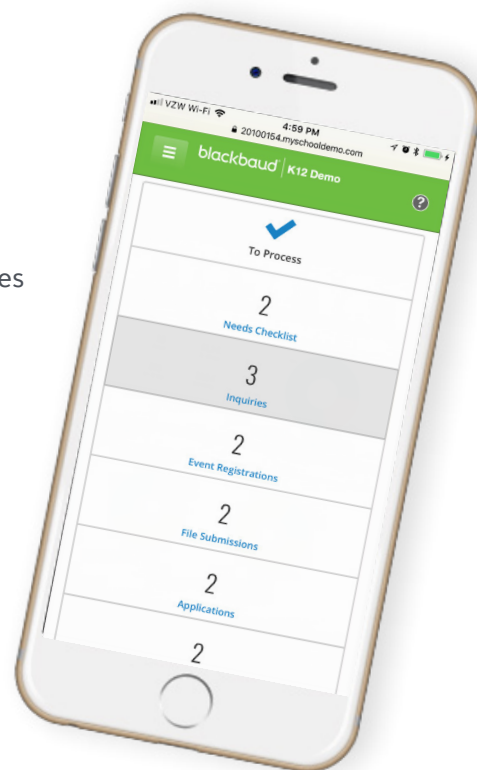 es
VZW Wi-Fi
4:59 PM
20100154.myschooldemo.com
blackbaud K12 Demo
?
To Process
2
Needs Checklist
3
Inquiries
2
Event Registrations
2
File Submissions
2
Applications
2